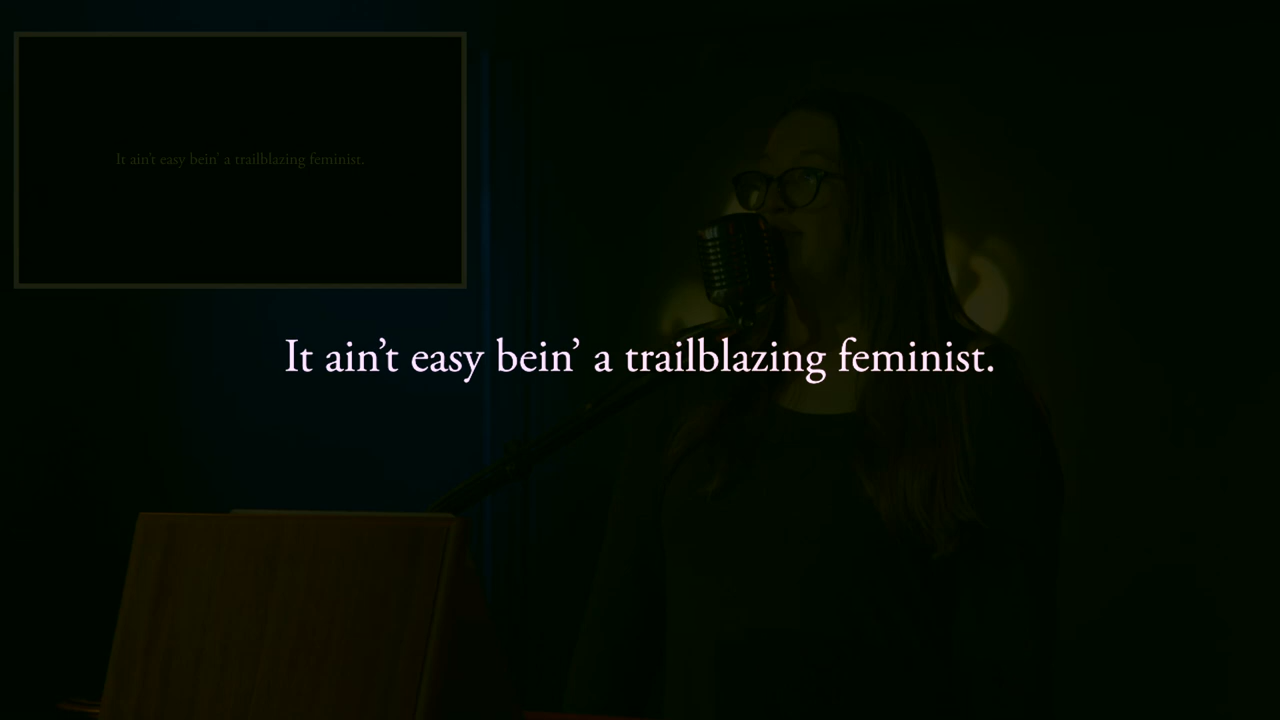 It ain't easy bein' a trailblazing feminist.
It ain’t easy bein’ a trailblazing feminist.